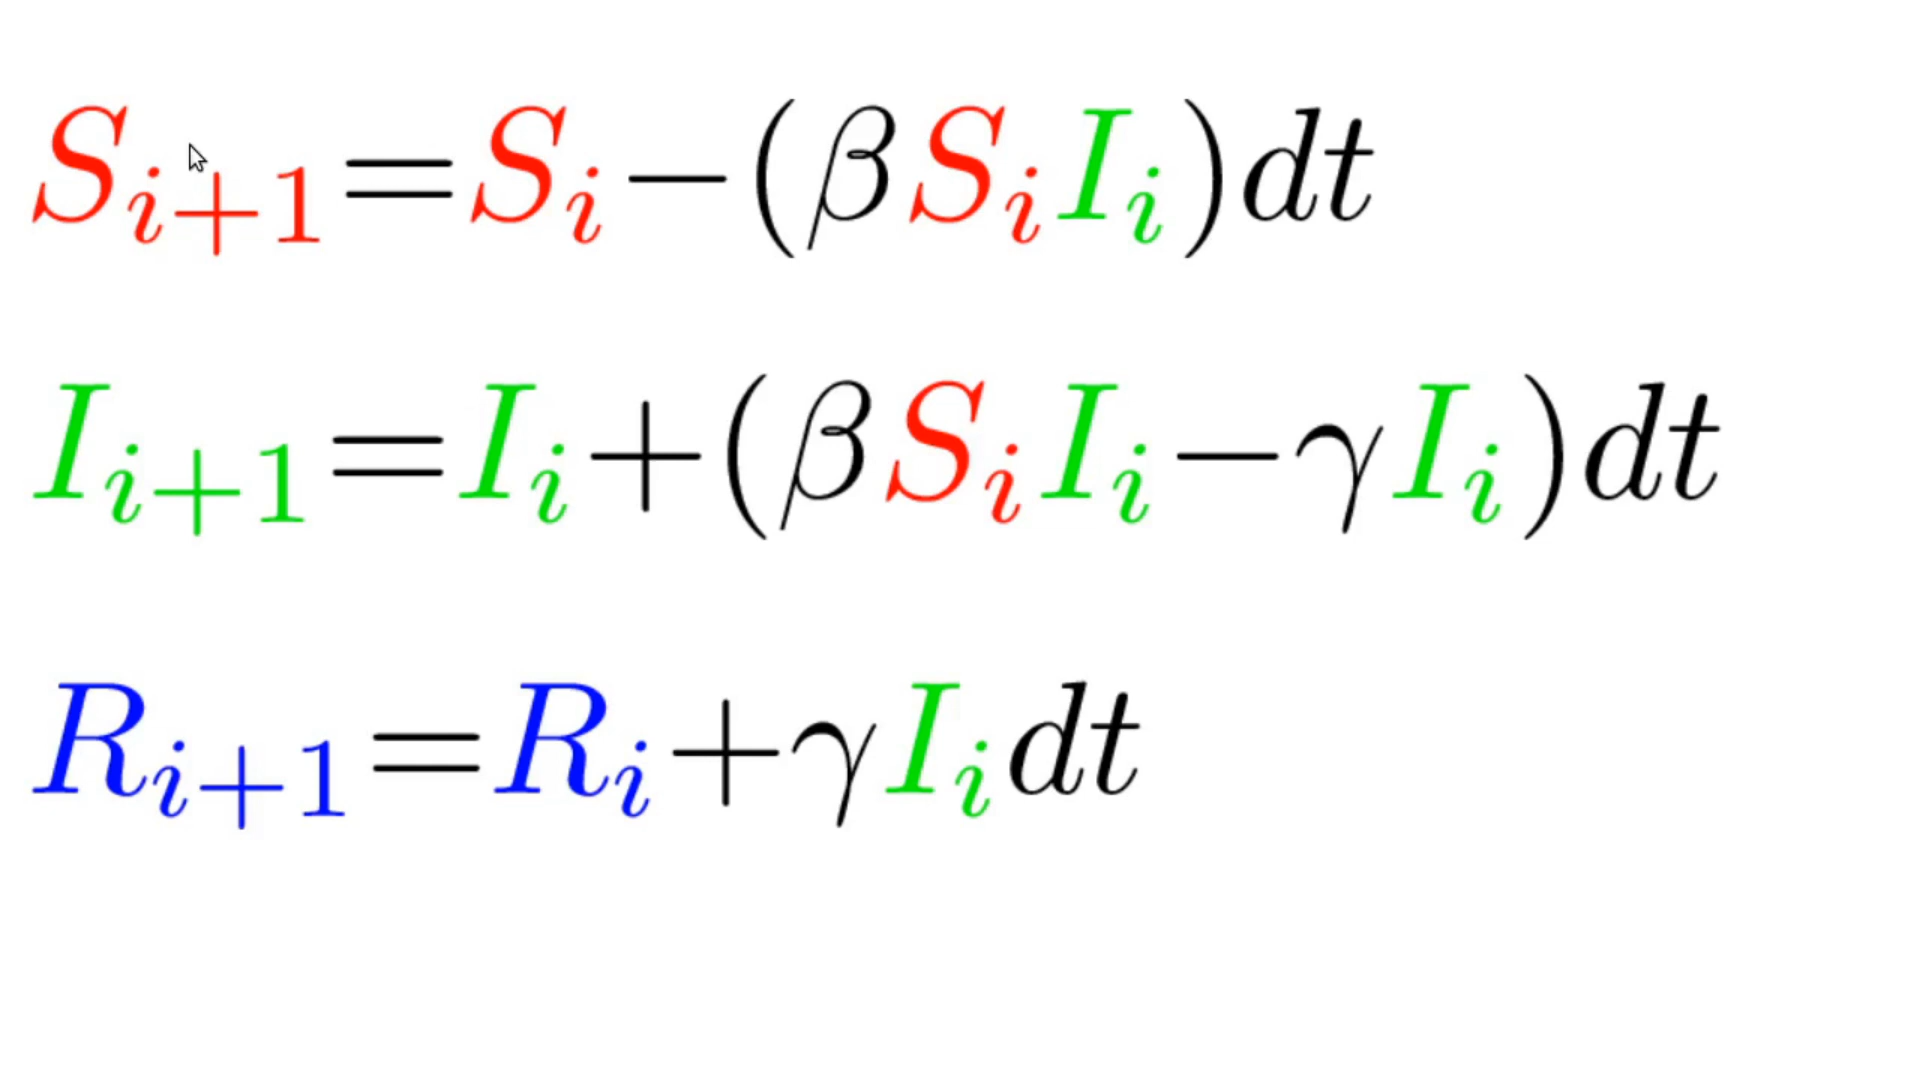 S_{i+1}=S_i-(βS_iI_i)dt
I_{i+1}=I_i+(βS_iI_i-γI_i)dt
R_{i+1}=R_i+γI_idt